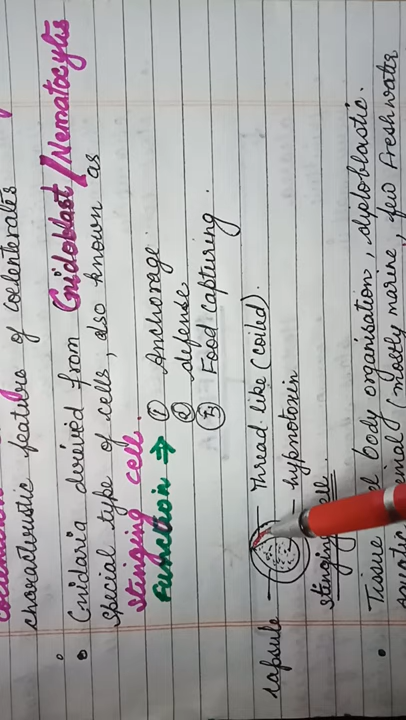 characteristic feature of coelenterates
Cnidaria derived from Cnidoblast/Nematocytes
special type of cells, also known as
stinging cell.
Function → ① Anchorage
② defense
③ Food capturing.
capsule
Thread like (coiled).
hypnotoxin
stinging cell.
Tissue body organisation, diploblastic.
(mostly marine, few Freshwater